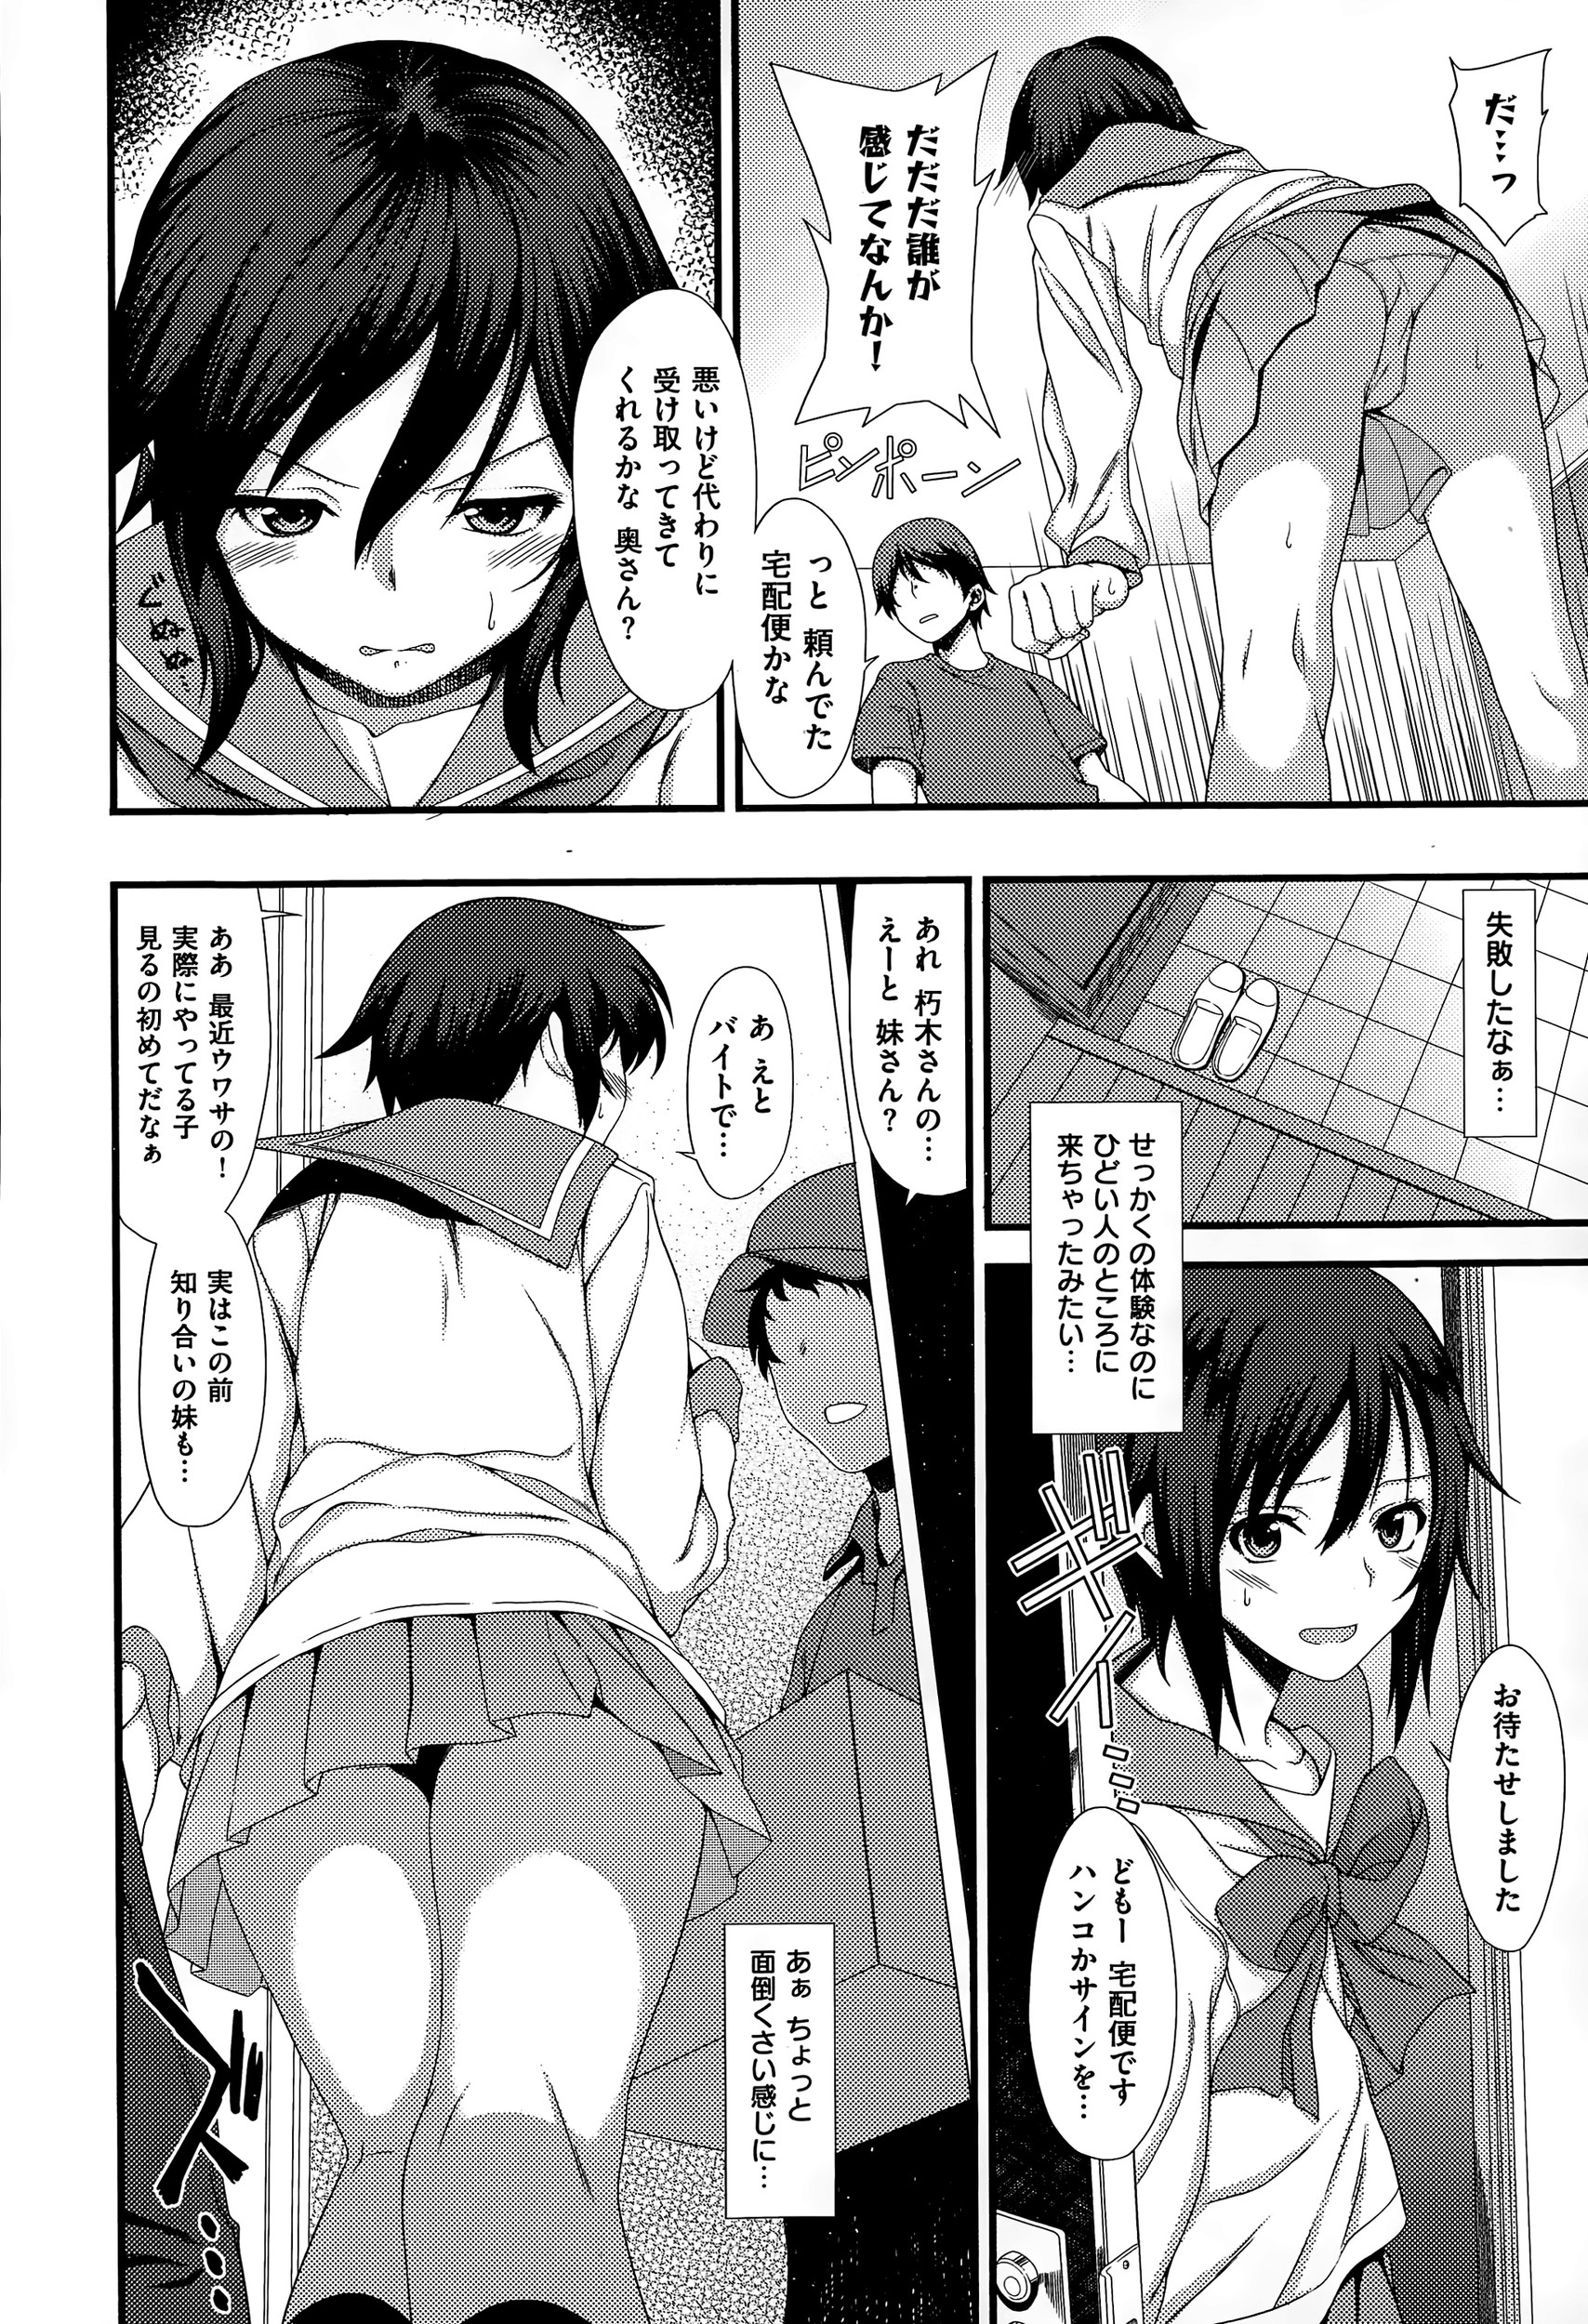 だ…っ
だだだ誰が
感じてなんか！
ピンポーン
っと 頼んでた
宅配便かな
悪いけど代わりに
受け取ってきて
くれるかな 奥さん？
ぐぬぬ…
失敗したなぁ…
せっかくの体験なのに
ひどい人のところに
来ちゃったみたい…
お待たせしました
ギィ…
どもー 宅配便です
ハンコかサインを…
あれ 朽木さんの…
えーと 妹さん？
あ えと
バイトで…
ああ 最近ウワサの！
実際にやってる子
見るの初めてだなぁ
実はこの前
知り合いの妹も…
あぁ ちょっと
面倒くさい感じに…
ズ…